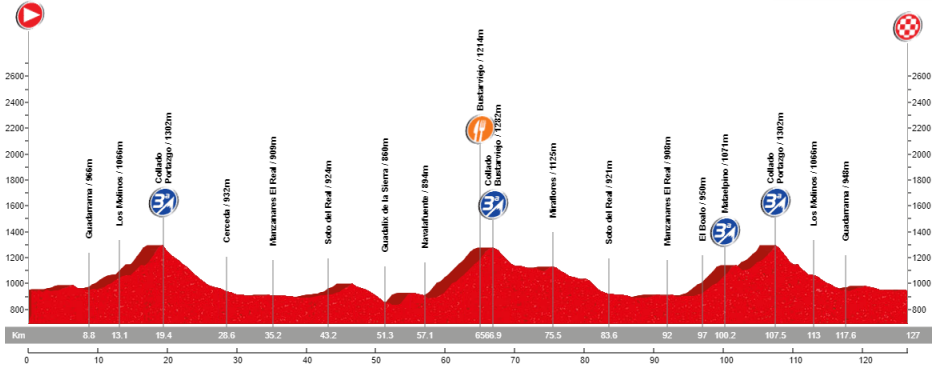 Guadarrama / 966m
Los Molinos / 1066m
Collado
Portazgo / 1302m
Cerceda / 932m
Manzanares El Real / 909m
Soto del Real / 924m
Guadalix de la Sierra / 860m
Navalafuente / 894m
Bustarviejo / 1214m
Collado
Bustarviejo / 1282m
Miraflores / 1125m
Soto del Real / 921m
Manzanares El Real / 908m
El Boalo / 950m
Mataelpino / 1071m
Collado
Portazgo / 1302m
Los Molinos / 1066m
Guadarrama / 948m
3ª
3ª
3ª
3ª
2600 2600
2400 2400
2200 2200
2000 2000
1800 1800
1600 1600
1400 1400
1200 1200
1000 1000
800 800
Km 8.8 13.1 19.4 28.6 35.2 43.2 51.3 57.1 6566.9 75.5 83.6 92 97 100.2 107.5 113 117.6 127
0 10 20 30 40 50 60 70 80 90 100 110 120